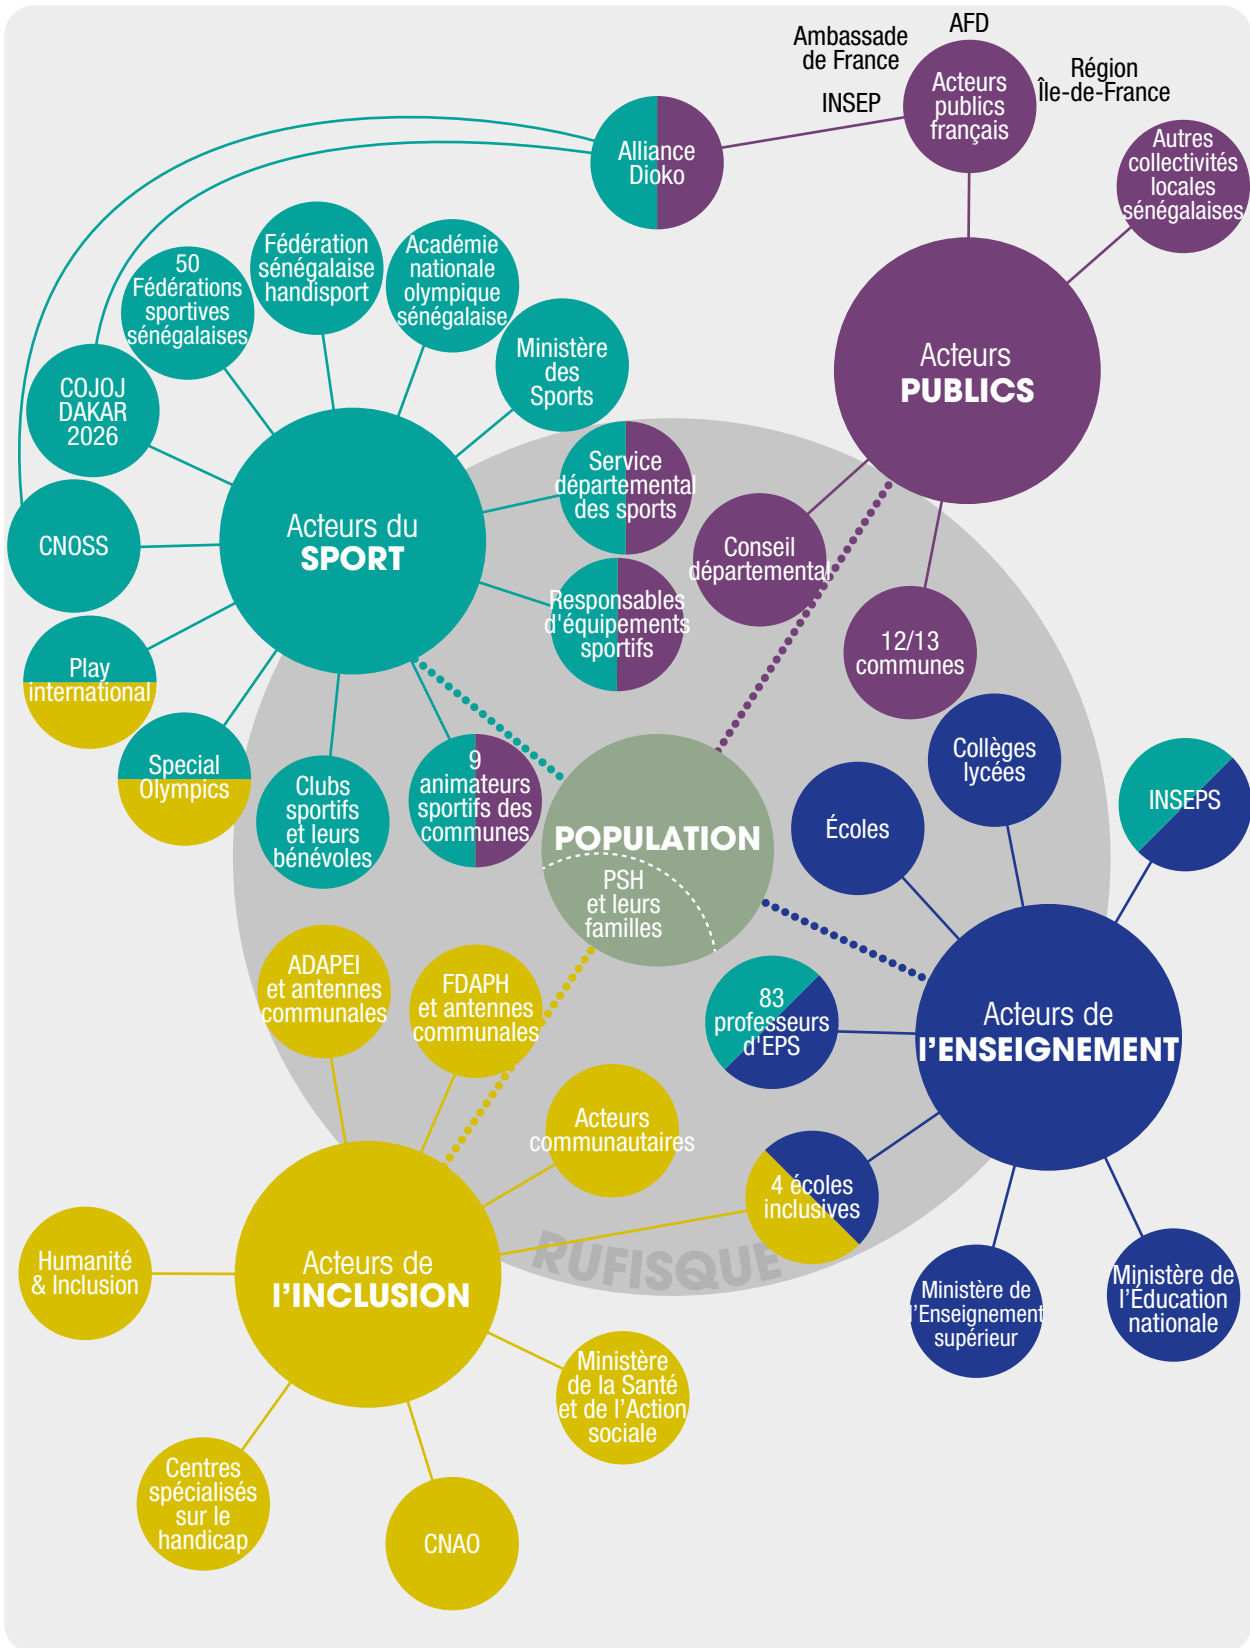 AFD
Ambassade
de France
INSEP
Région
Île-de-France
Acteurs
publics
français
Autres
collectivités
locales
sénégalaises
Alliance
Dioko
50
Fédérations
sportives
sénégalaises
Fédération
sénégalaise
handisport
Académie
nationale
olympique
sénégalaise
Ministère
des
Sports
COJOJ
DAKAR
2026
CNOSS
Acteurs du
SPORT
Acteurs
PUBLICS
Service
départemental
des sports
Conseil
départemental
Responsables
d'équipements
sportifs
12/13
communes
Play
international
Special
Olympics
Clubs
sportifs
et leurs
bénévoles
9
animateurs
sportifs des
communes
POPULATION
PSH
et leurs
familles
Collèges
lycées
Écoles
INSEPS
ADAPEI
et antennes
communales
FDAPH
et antennes
communales
83
professeurs
d'EPS
Acteurs de
l'ENSEIGNEMENT
Acteurs
communautaires
4 écoles
inclusives
RUFISQUE
Humanité
& Inclusion
Acteurs de
l'INCLUSION
Ministère de
l'Enseignement
supérieur
Ministère de
l'Éducation
nationale
Ministère
de la Santé
et de l'Action
sociale
Centres
spécialisés
sur le
handicap
CNAO